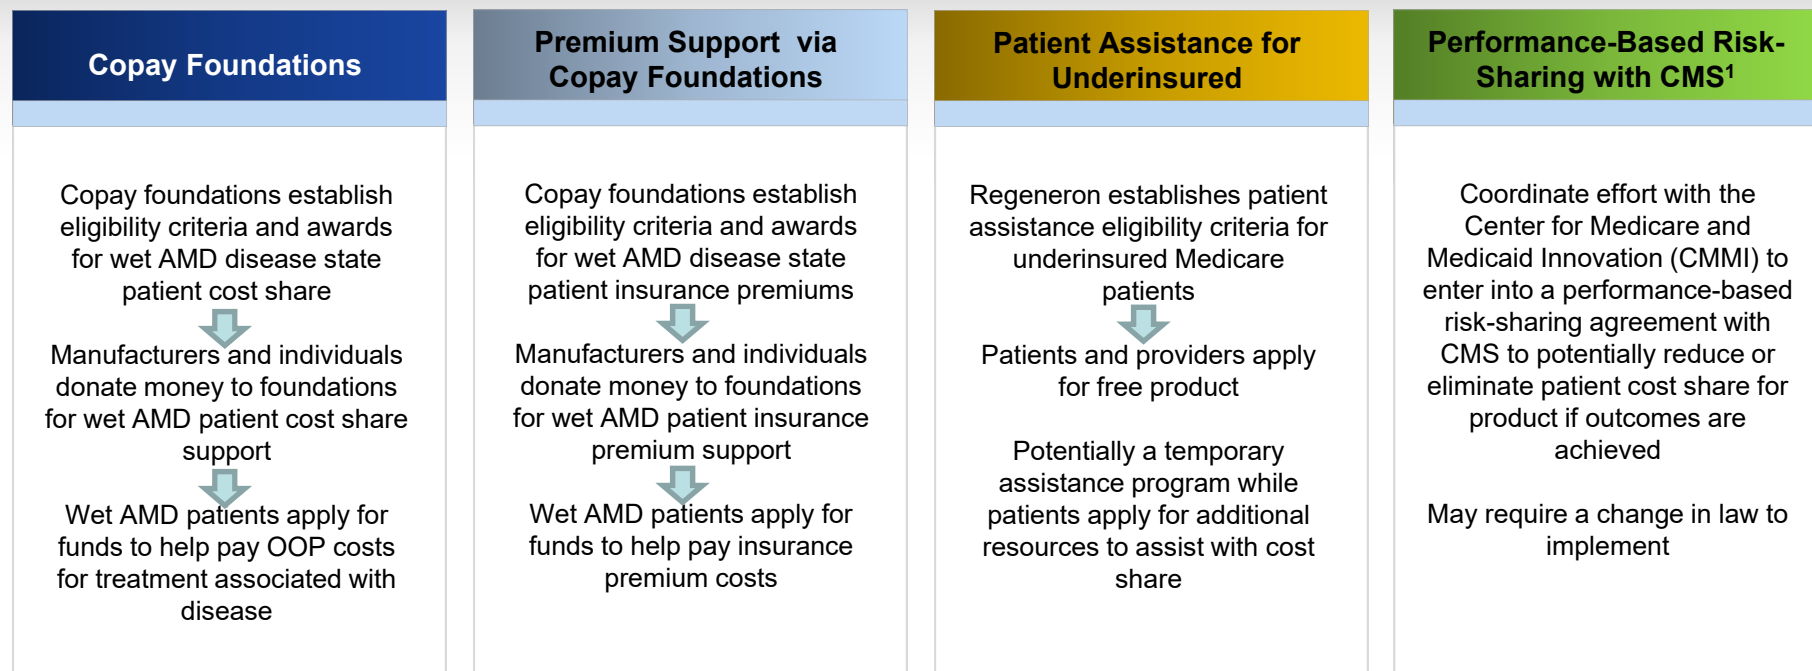 Copay Foundations
Copay foundations establish
eligibility criteria and awards
for wet AMD disease state
patient cost share
Manufacturers and individuals
donate money to foundations
for wet AMD patient cost share
support
Wet AMD patients apply for
funds to help pay OOP costs
for treatment associated with
disease
Premium Support via
Copay Foundations
Copay foundations establish
eligibility criteria and awards
for wet AMD disease state
patient insurance premiums
Manufacturers and individuals
donate money to foundations
for wet AMD patient insurance
premium support
Wet AMD patients apply for
funds to help pay insurance
premium costs
Patient Assistance for
Underinsured
Regeneron establishes patient
assistance eligibility criteria for
underinsured Medicare
patients
Patients and providers apply
for free product
Potentially a temporary
assistance program while
patients apply for additional
resources to assist with cost
share
Performance-Based Risk-
Sharing with CMS¹
Coordinate effort with the
Center for Medicare and
Medicaid Innovation (CMMI) to
enter into a performance-based
risk-sharing agreement with
CMS to potentially reduce or
eliminate patient cost share for
product if outcomes are
achieved
May require a change in law to
implement